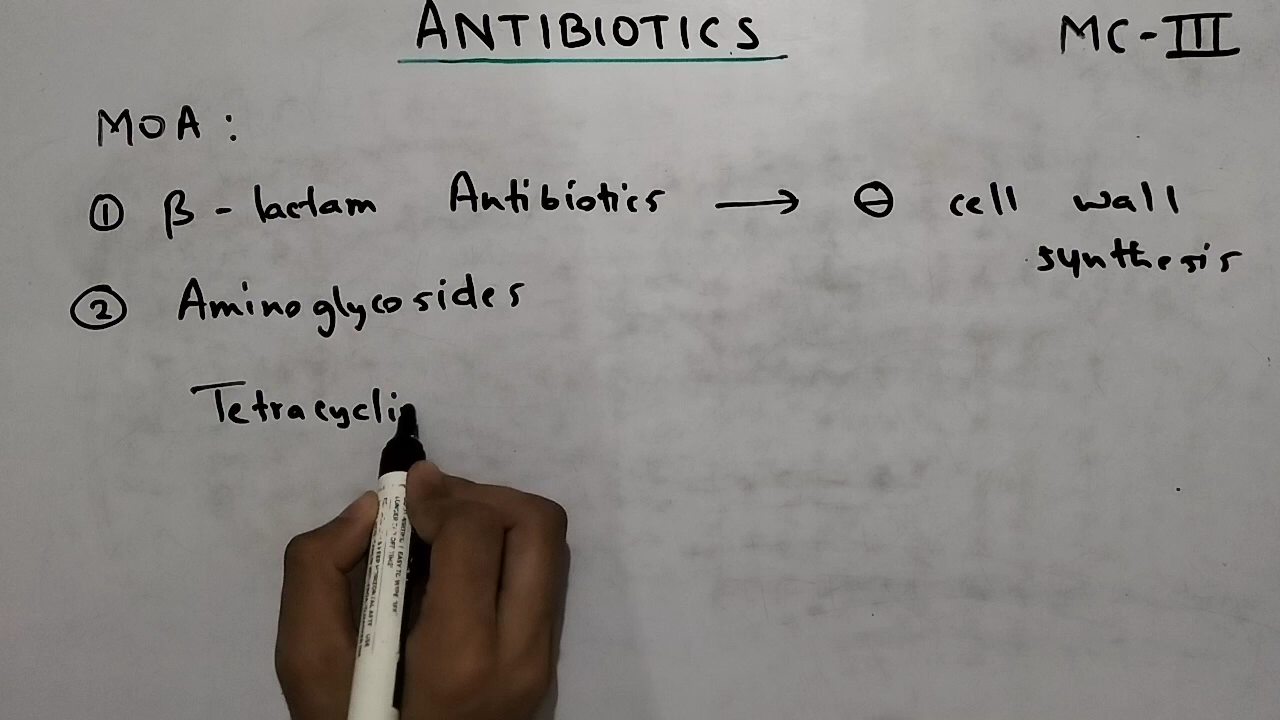 ANTIBIOTICS
MC-III
MOA :
① β - lactam Antibiotics → ⊖ cell wall
synthesis
② Aminoglycosides
Tetracycli